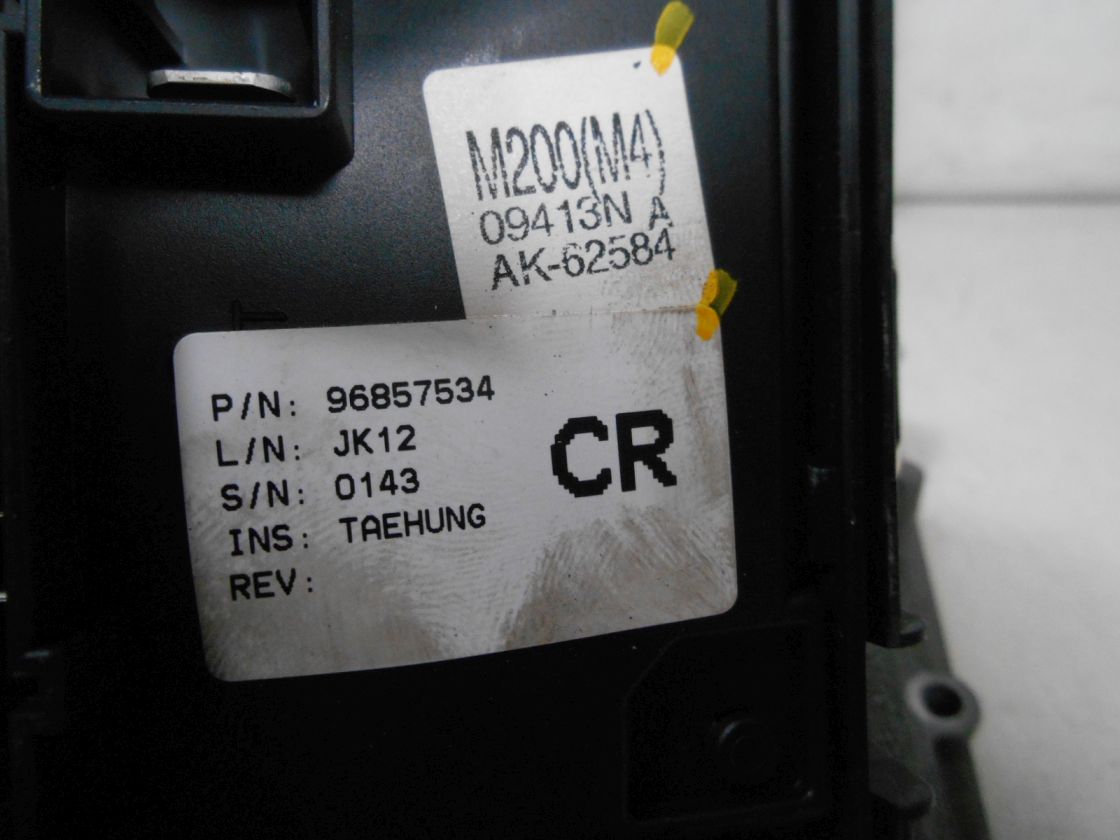 M200(M4)
09413N A
AK-62584
P/N: 96857534
L/N: JK12
S/N: 0143
INS: TAEHUNG
REV:
CR